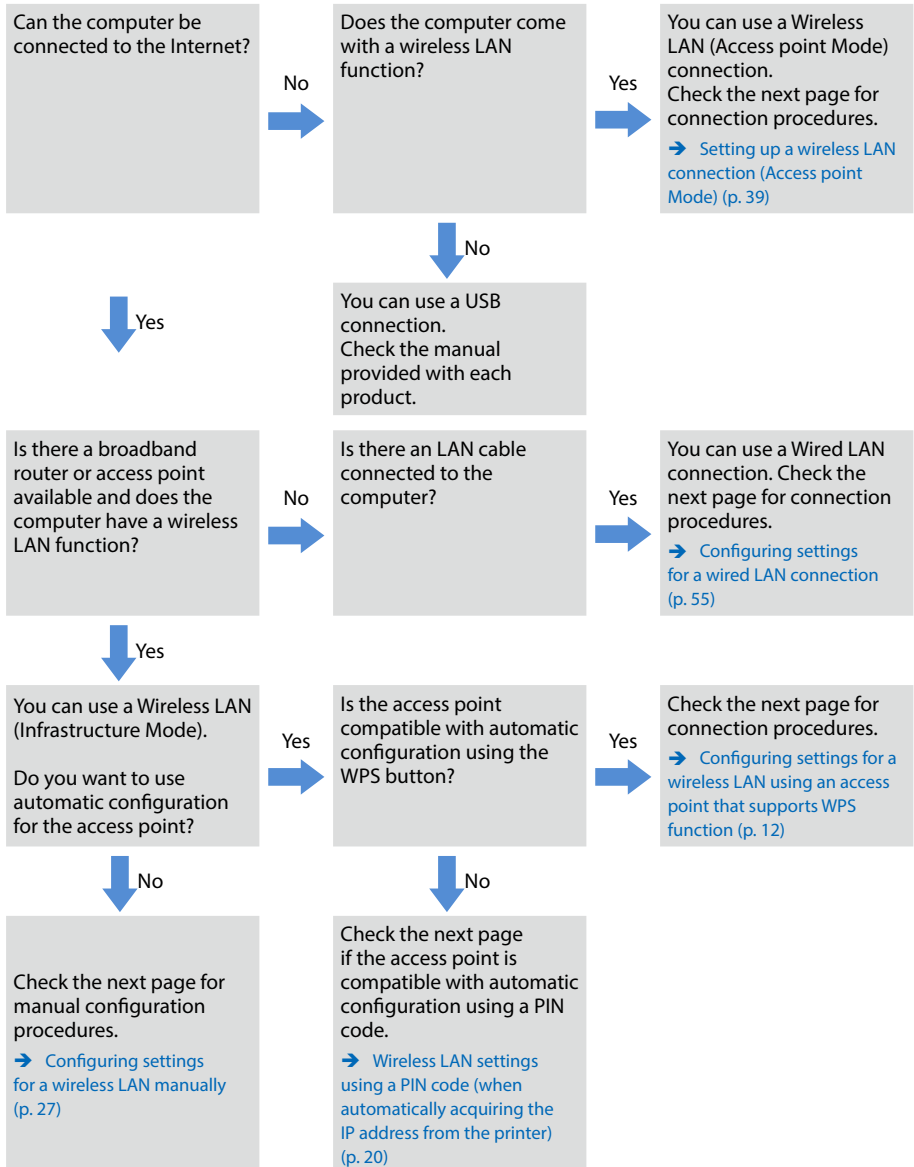 Can the computer be
connected to the Internet?
No
Does the computer come
with a wireless LAN
function?
Yes
You can use a Wireless
LAN (Access point Mode)
connection.
Check the next page for
connection procedures.
➔ Setting up a wireless LAN
connection (Access point
Mode) (p. 39)
No
Yes
You can use a USB
connection.
Check the manual
provided with each
product.
Is there a broadband
router or access point
available and does the
computer have a wireless
LAN function?
No
Is there an LAN cable
connected to the
computer?
Yes
You can use a Wired LAN
connection. Check the
next page for connection
procedures.
➔ Configuring settings
for a wired LAN connection
(p. 55)
Yes
You can use a Wireless LAN
(Infrastructure Mode).
Do you want to use
automatic configuration
for the access point?
Yes
Is the access point
compatible with automatic
configuration using the
WPS button?
Yes
Check the next page for
connection procedures.
➔ Configuring settings for a
wireless LAN using an access
point that supports WPS
function (p. 12)
No
No
Check the next page for
manual configuration
procedures.
➔ Configuring settings
for a wireless LAN manually
(p. 27)
Check the next page
if the access point is
compatible with automatic
configuration using a PIN
code.
➔ Wireless LAN settings
using a PIN code (when
automatically acquiring the
IP address from the printer)
(p. 20)